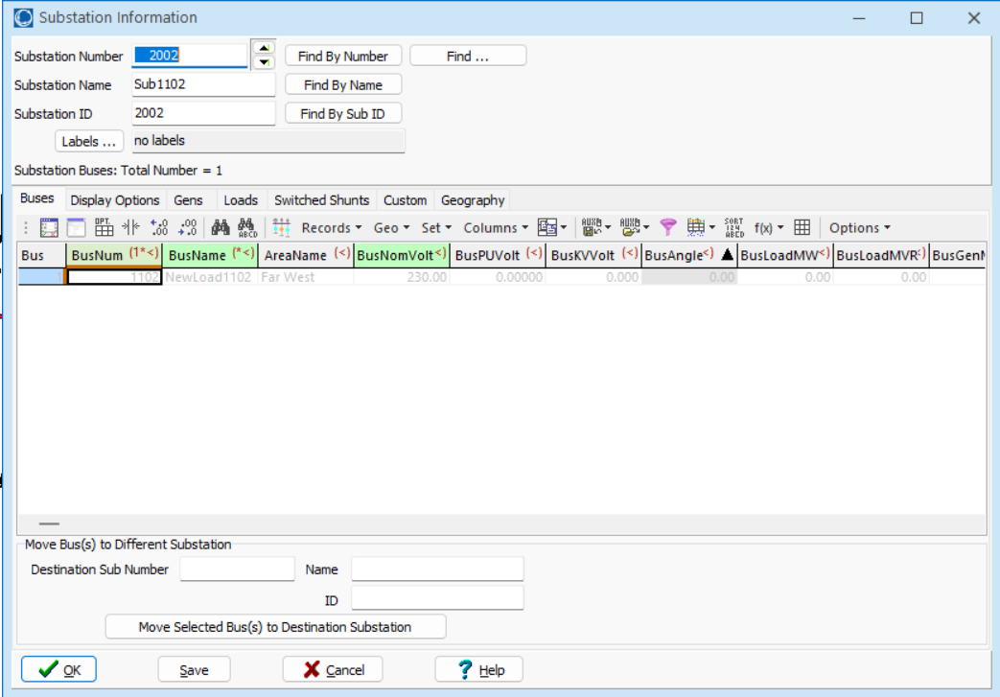 Substation Information
Substation Number 2002 Find By Number Find ...
Substation Name Sub1102 Find By Name
Substation ID 2002 Find By Sub ID
Labels ... no labels
Substation Buses: Total Number = 1
Buses Display Options Gens Loads Switched Shunts Custom Geography
Records Geo Set Columns f(x) Options
Bus BusNum (1*<) BusName (*<) AreaName (<) BusNomVolt<) BusPUVolt (<) BusKVVolt (<) BusAngle<) BusLoadMW<) BusLoadMVR<) BusGenM
1 1102 NewLoad1102 Far West 230.00 0.00000 0.000 0.00 0.00 0.00
Move Bus(s) to Different Substation
Destination Sub Number Name
ID
Move Selected Bus(s) to Destination Substation
OK Save Cancel Help